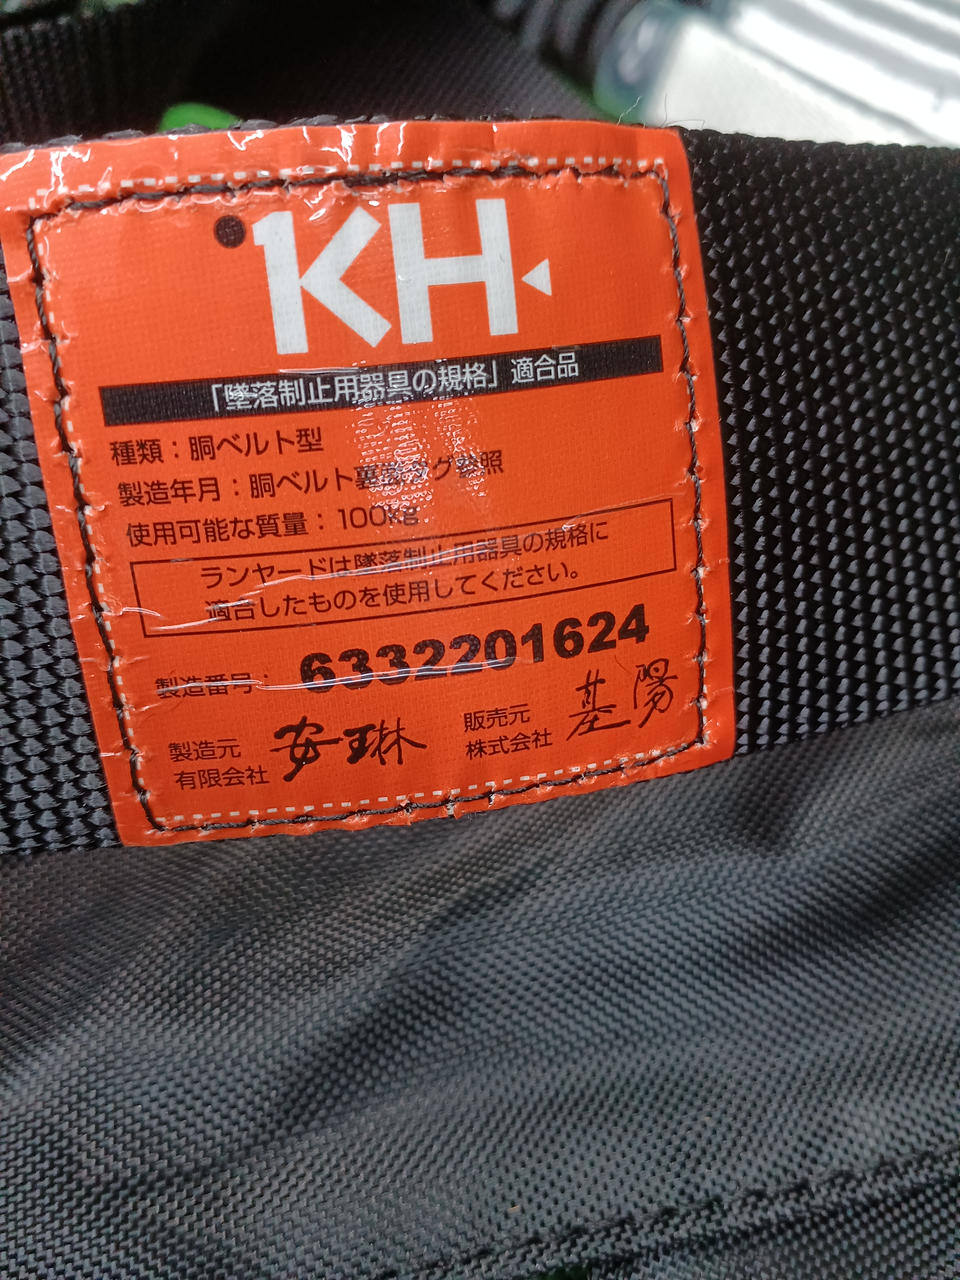 KH
「墜落制止用器具の規格」適合品
種類：胴ベルト型
製造年月：胴ベルト裏側タグ参照
使用可能な質量：100kg
ランヤードは墜落制止用器具の規格に
適合したものを使用してください。
製造番号： 6332201624
製造元
有限会社 安琳
販売元
株式会社 基陽